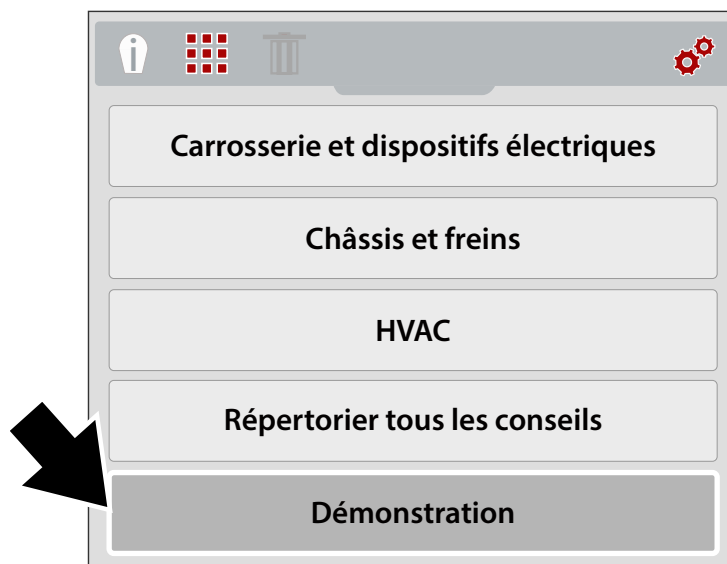 Carrosserie et dispositifs électriques
Châssis et freins
HVAC
Répertorier tous les conseils
Démonstration